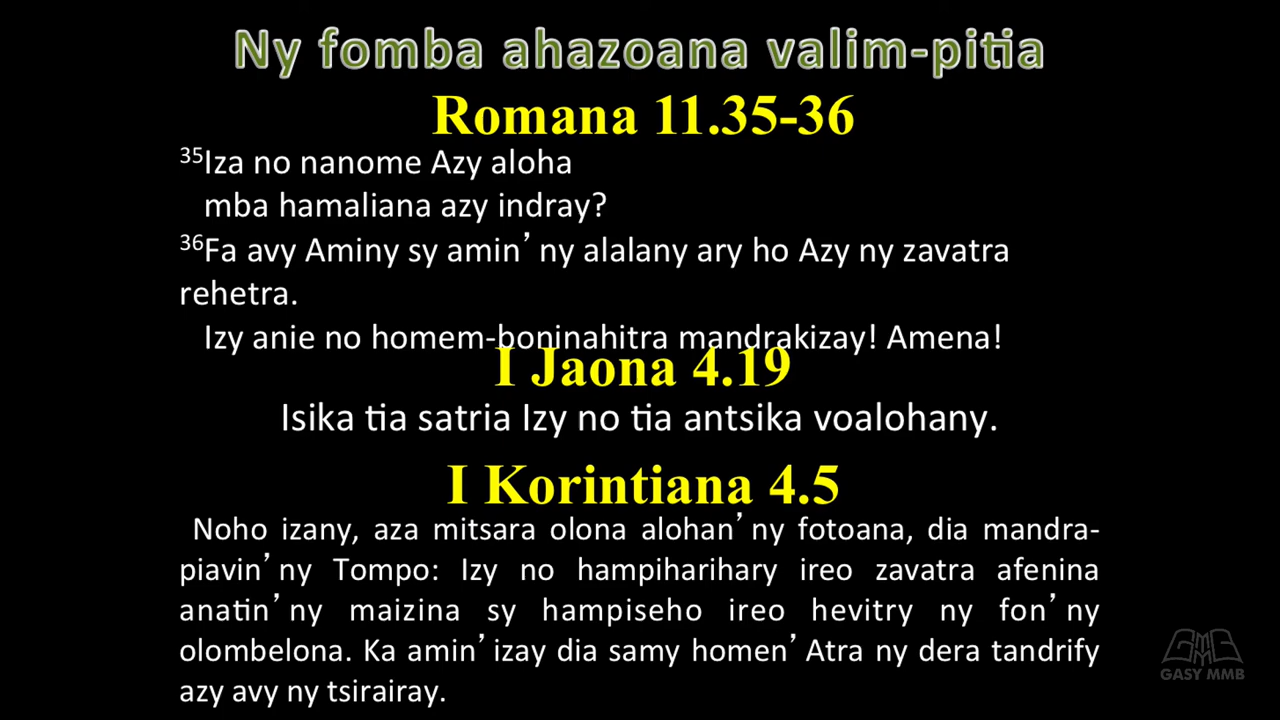 Ny fomba ahazoana valim-pitia
Romana 11.35-36
³⁵Iza no nanome Azy aloha
mba hamaliana azy indray?
³⁶Fa avy Aminy sy amin’ ny alalany ary ho Azy ny zavatra
rehetra.
Izy anie no homem-boninahitra mandrakizay! Amena!
I Jaona 4.19
Isika tia satria Izy no tia antsika voalohany.
I Korintiana 4.5
Noho izany, aza mitsara olona alohan’ ny fotoana, dia mandra-
piavin’ ny Tompo: Izy no hampiharihary ireo zavatra afenina
anatin’ ny maizina sy hampiseho ireo hevitry ny fon’ ny
olombelona. Ka amin’ izay dia samy homen’ Atra ny dera tandrify
azy avy ny tsirairay.
GASY MMB